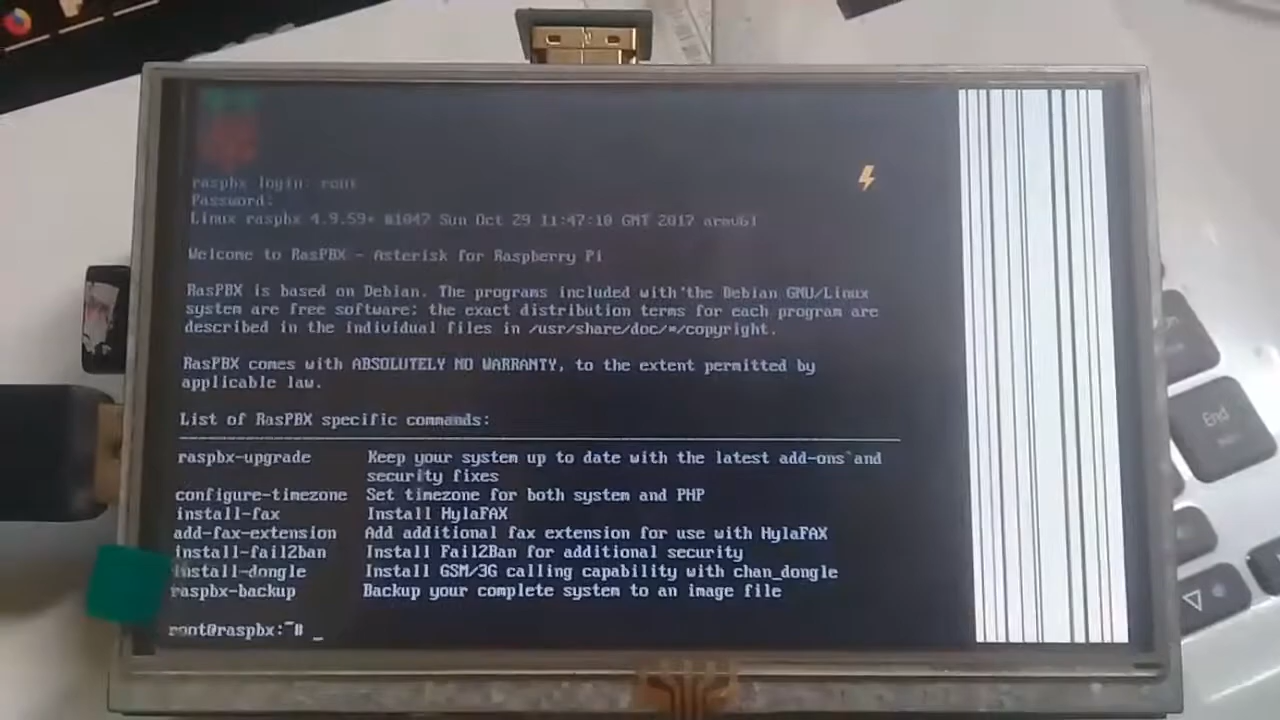 raspbx login: root
Password:
Linux raspbx 4.9.59+ #1047 Sun Oct 29 11:47:10 GMT 2017 armv6l
Welcome to RasPBX - Asterisk for Raspberry Pi
RasPBX is based on Debian. The programs included with the Debian GNU/Linux
system are free software: the exact distribution terms for each program are
described in the individual files in /usr/share/doc/*/copyright.
RasPBX comes with ABSOLUTELY NO WARRANTY, to the extent permitted by
applicable law.
List of RasPBX specific commands:
raspbx-upgrade Keep your system up to date with the latest add-ons and
security fixes
configure-timezone Set timezone for both system and PHP
install-fax Install HylaFAX
add-fax-extension Add additional fax extension for use with HylaFAX
install-fail2ban Install Fail2Ban for additional security
install-dongle Install GSM/3G calling capability with chan_dongle
raspbx-backup Backup your complete system to an image file
root@raspbx:~# _
End